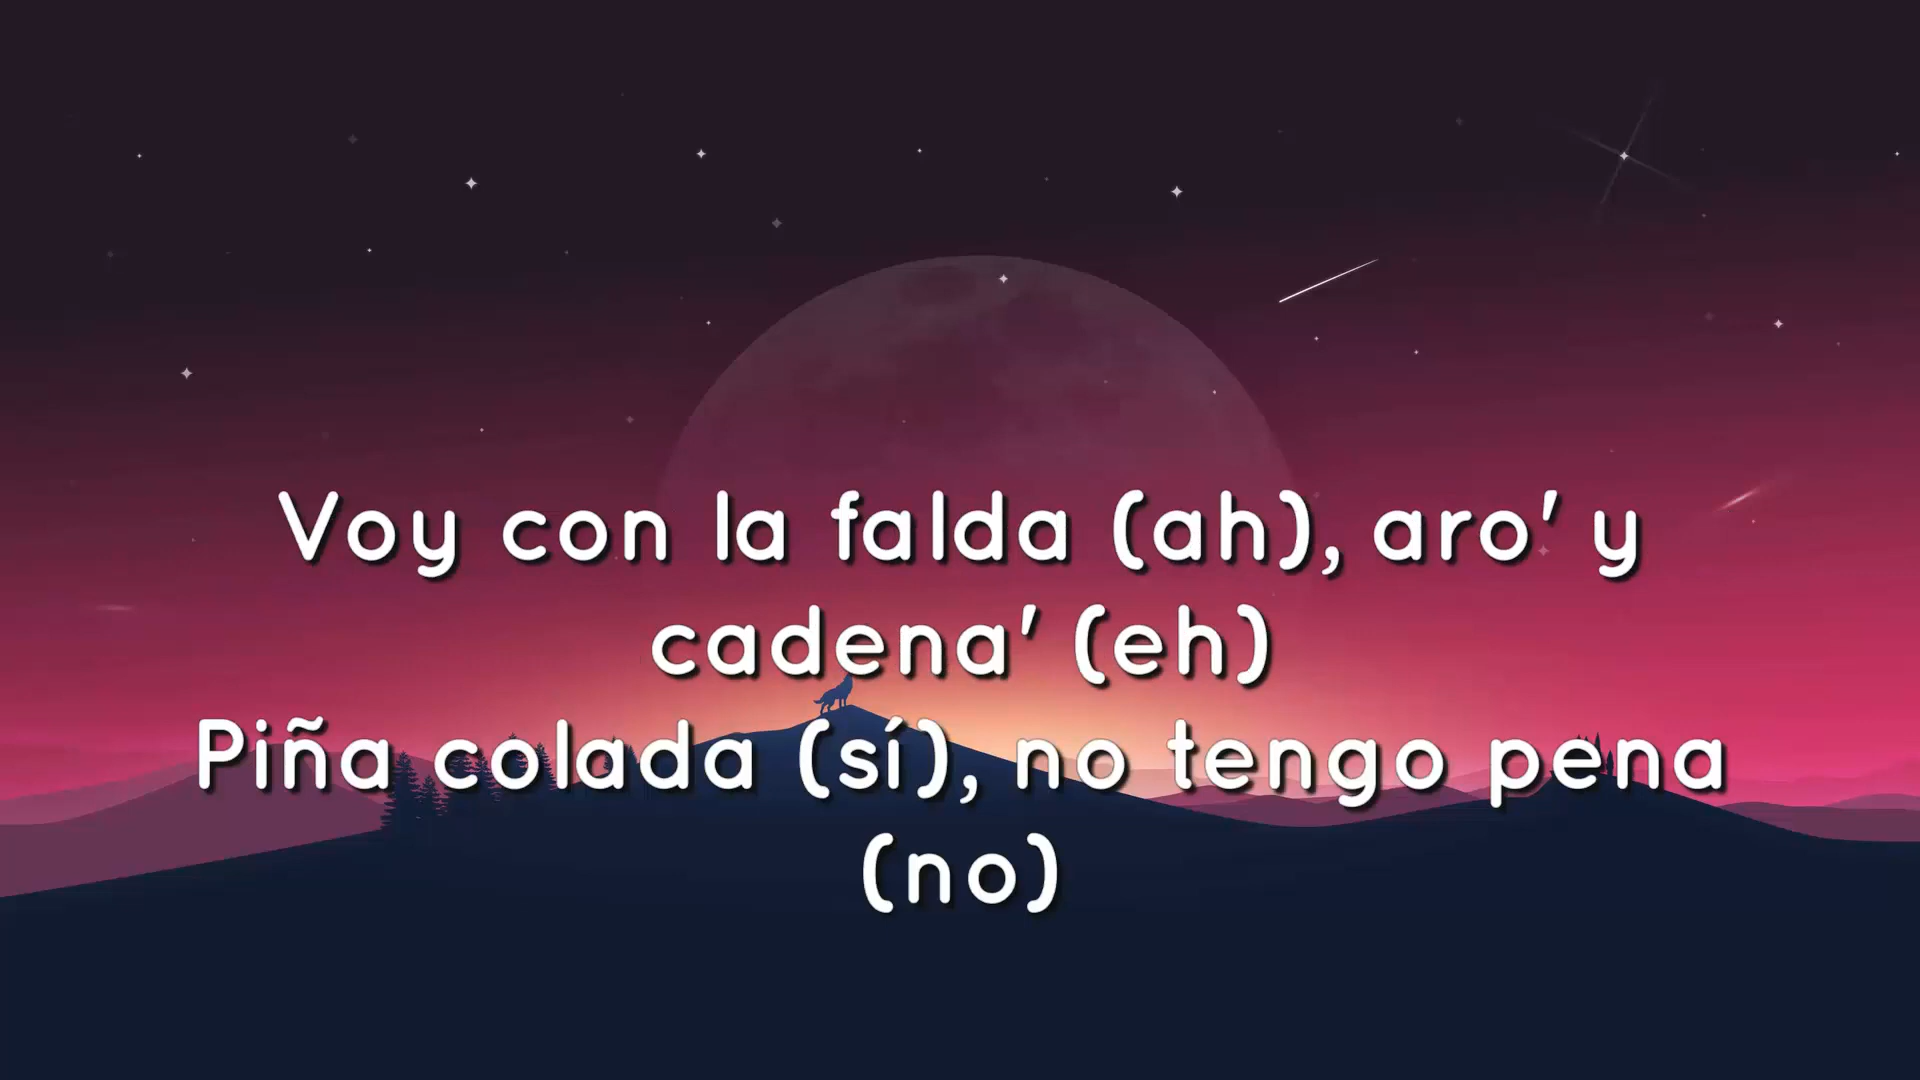 Voy con la falda (ah), aro' y
cadena' (eh)
Piña colada (sí), no tengo pena
(no)